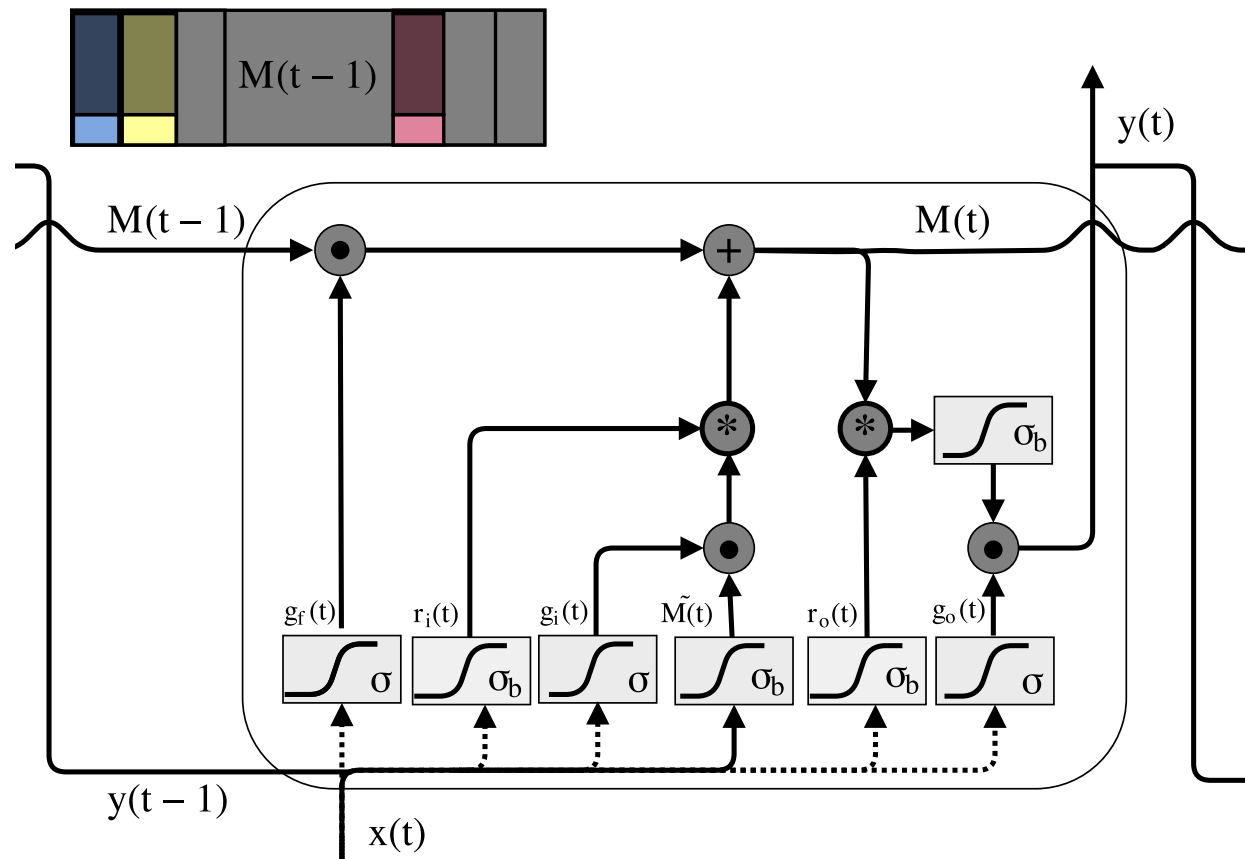 M(t − 1)
y(t)
M(t − 1)
M(t)
+
*
*
σb
gf(t)
ri(t)
gi(t)
M̃(t)
ro(t)
go(t)
σ
σb
σ
σb
σb
σ
y(t − 1)
x(t)